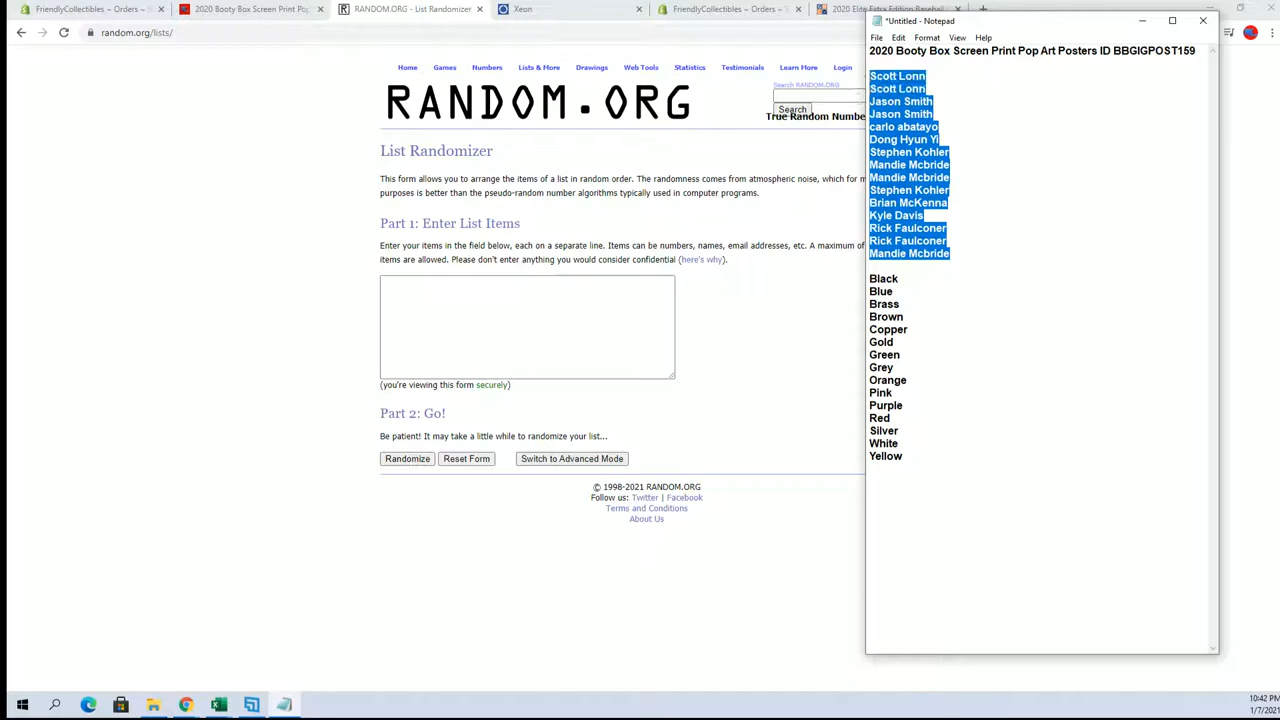 FriendlyCollectibles ~ Orders ~
2020 Booty Box Screen Print Pop
RANDOM.ORG - List Randomizer
Xeon
FriendlyCollectibles ~ Orders ~
2020 Elite Extra Edition Baseball
random.org/lists/
Home Games Numbers Lists & More Drawings Web Tools Statistics Testimonials Learn More Login
RANDOM.ORG
Search RANDOM.ORG
Search
True Random Numbe
List Randomizer
This form allows you to arrange the items of a list in random order. The randomness comes from atmospheric noise, which for m
purposes is better than the pseudo-random number algorithms typically used in computer programs.
Part 1: Enter List Items
Enter your items in the field below, each on a separate line. Items can be numbers, names, email addresses, etc. A maximum of
items are allowed. Please don't enter anything you would consider confidential (here's why).
(you're viewing this form securely)
Part 2: Go!
Be patient! It may take a little while to randomize your list...
Randomize Reset Form Switch to Advanced Mode
© 1998-2021 RANDOM.ORG
Follow us: Twitter | Facebook
Terms and Conditions
About Us
*Untitled - Notepad
File Edit Format View Help
2020 Booty Box Screen Print Pop Art Posters ID BBGIGPOST159
Scott Lonn
Scott Lonn
Jason Smith
Jason Smith
carlo abatayo
Dong Hyun Yi
Stephen Kohler
Mandie Mcbride
Mandie Mcbride
Stephen Kohler
Brian McKenna
Kyle Davis
Rick Faulconer
Rick Faulconer
Mandie Mcbride
Black
Blue
Brass
Brown
Copper
Gold
Green
Grey
Orange
Pink
Purple
Red
Silver
White
Yellow
10:42 PM
1/7/2021